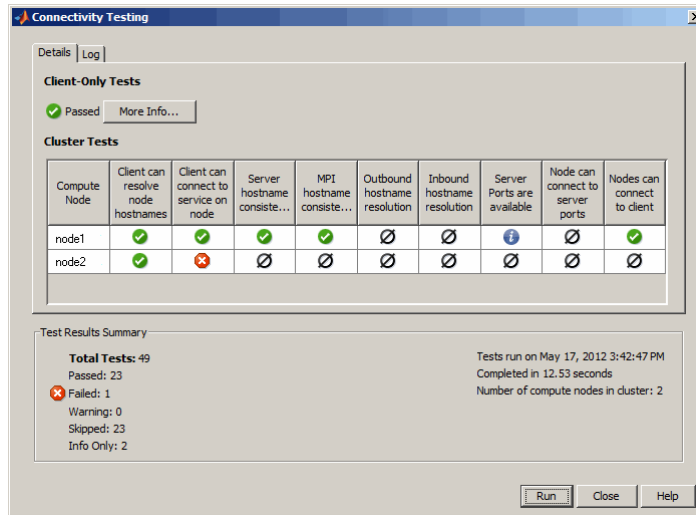 Connectivity Testing
Details
Log
Client-Only Tests
Passed
More Info...
Cluster Tests
Compute
Node
Client can
resolve
node
hostnames
Client can
connect to
service on
node
Server
hostname
consiste...
MPI
hostname
consiste...
Outbound
hostname
resolution
Inbound
hostname
resolution
Server
Ports are
available
Node can
connect to
server
ports
Nodes can
connect
to client
node1
node2
Test Results Summary
Total Tests: 49
Passed: 23
Failed: 1
Warning: 0
Skipped: 23
Info Only: 2
Tests run on May 17, 2012 3:42:47 PM
Completed in 12.53 seconds
Number of compute nodes in cluster: 2
Run
Close
Help